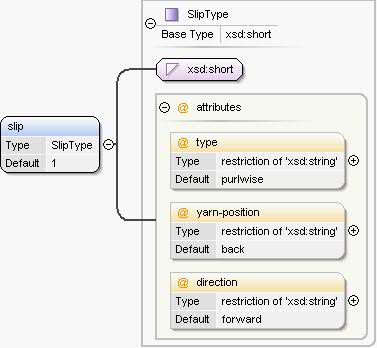 SlipType
Base Type xsd:short
xsd:short
slip
Type SlipType
Default 1
@ attributes
@ type
Type restriction of 'xsd:string'
Default purlwise
@ yarn-position
Type restriction of 'xsd:string'
Default back
@ direction
Type restriction of 'xsd:string'
Default forward